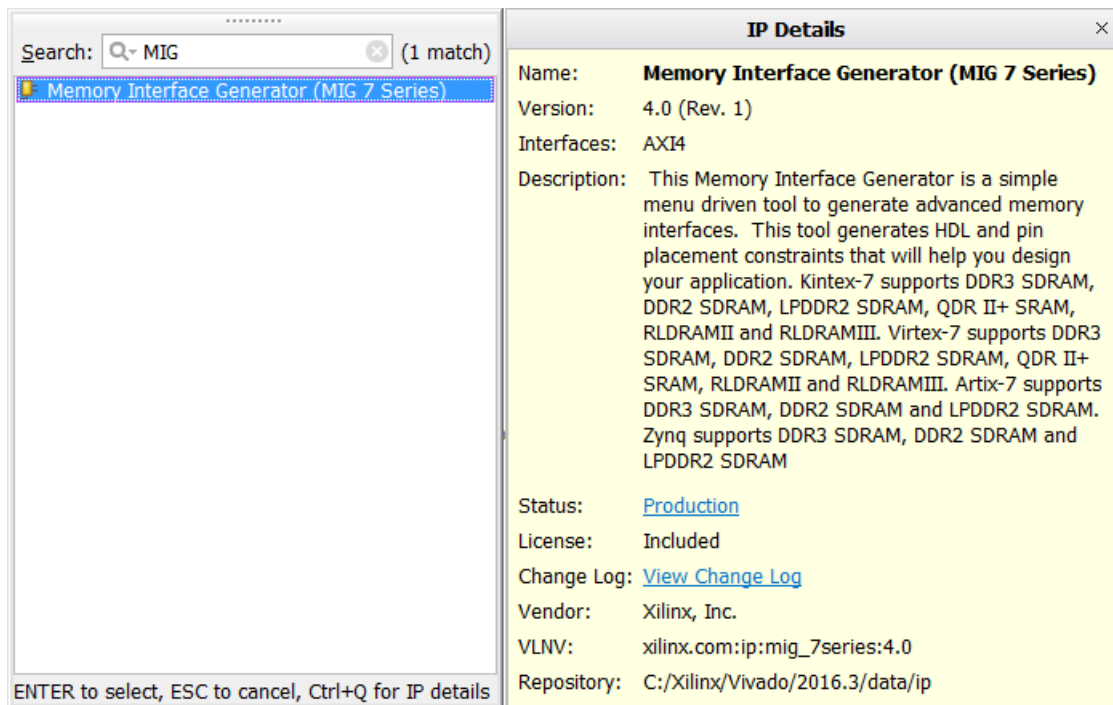 Search: MIG (1 match)
Memory Interface Generator (MIG 7 Series)
ENTER to select, ESC to cancel, Ctrl+Q for IP details
IP Details
Name: Memory Interface Generator (MIG 7 Series)
Version: 4.0 (Rev. 1)
Interfaces: AXI4
Description: This Memory Interface Generator is a simple
menu driven tool to generate advanced memory
interfaces. This tool generates HDL and pin
placement constraints that will help you design
your application. Kintex-7 supports DDR3 SDRAM,
DDR2 SDRAM, LPDDR2 SDRAM, QDR II+ SRAM,
RLDRAMII and RLDRAMIII. Virtex-7 supports DDR3
SDRAM, DDR2 SDRAM, LPDDR2 SDRAM, QDR II+
SRAM, RLDRAMII and RLDRAMIII. Artix-7 supports
DDR3 SDRAM, DDR2 SDRAM and LPDDR2 SDRAM.
Zynq supports DDR3 SDRAM, DDR2 SDRAM and
LPDDR2 SDRAM
Status: Production
License: Included
Change Log: View Change Log
Vendor: Xilinx, Inc.
VLNV: xilinx.com:ip:mig_7series:4.0
Repository: C:/Xilinx/Vivado/2016.3/data/ip